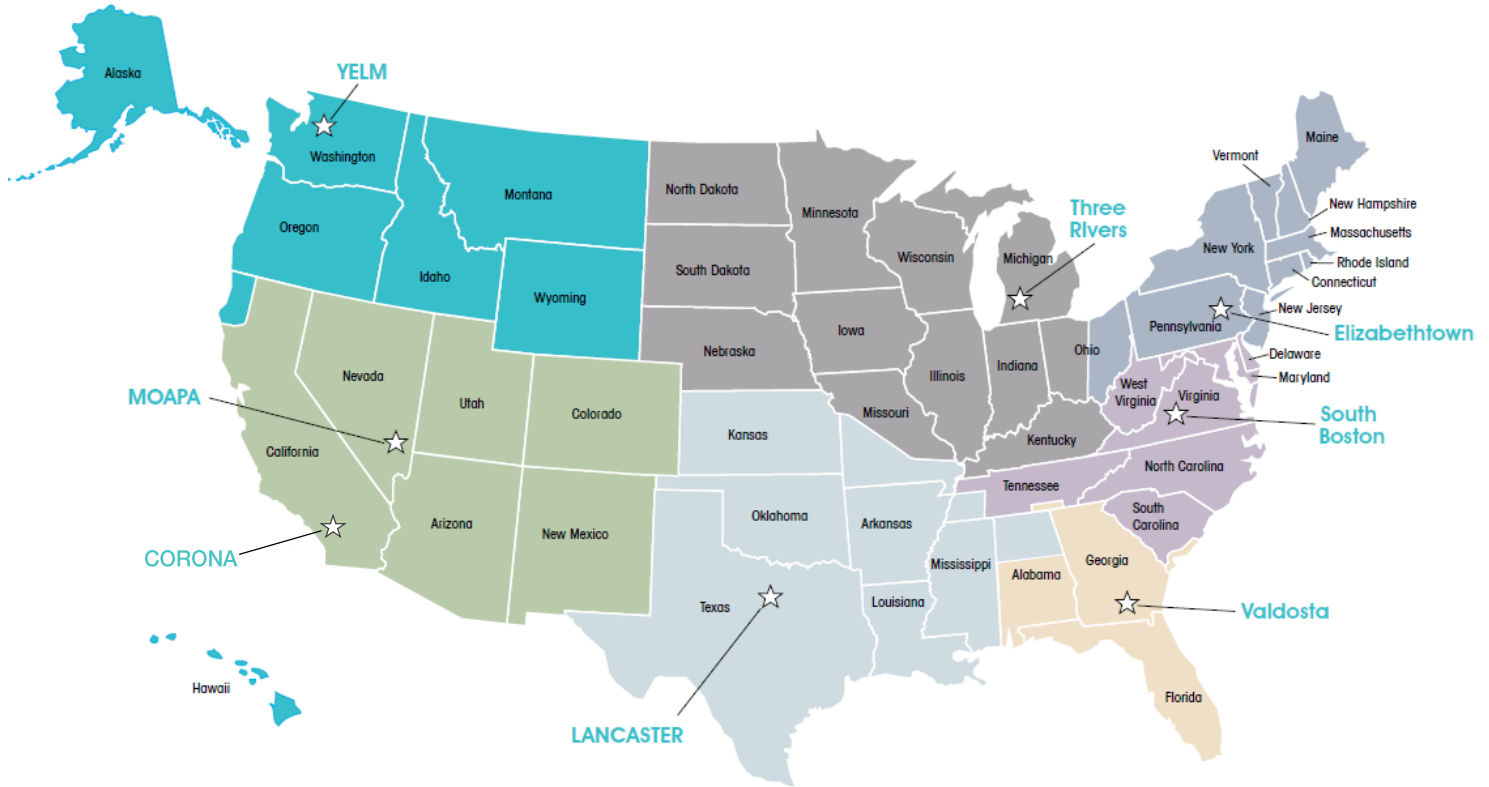 Alaska
YELM
Washington
Montana
Oregon
Idaho
Wyoming
North Dakota
Minnesota
South Dakota
Wisconsin
Michigan
Three
RIvers
Iowa
Nebraska
Illinois
Indiana
Ohio
Missouri
Kentucky
Maine
Vermont
New Hampshire
Massachusetts
New York
Rhode Island
Connecticut
New Jersey
Pennsylvania
Elizabethtown
Delaware
Maryland
West
Virginia
Virginia
South
Boston
Nevada
MOAPA
Utah
Colorado
California
Kansas
North Carolina
Tennessee
South
Carolina
Arizona
New Mexico
Oklahoma
Arkansas
CORONA
Mississippi
Alabama
Georgia
Texas
Louisiana
Valdosta
Hawaii
Florida
LANCASTER